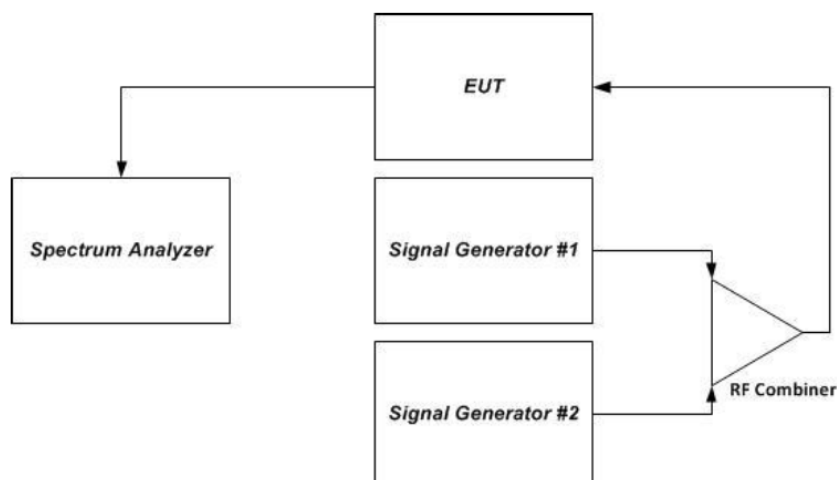 EUT
Spectrum Analyzer
Signal Generator #1
Signal Generator #2
RF Combiner